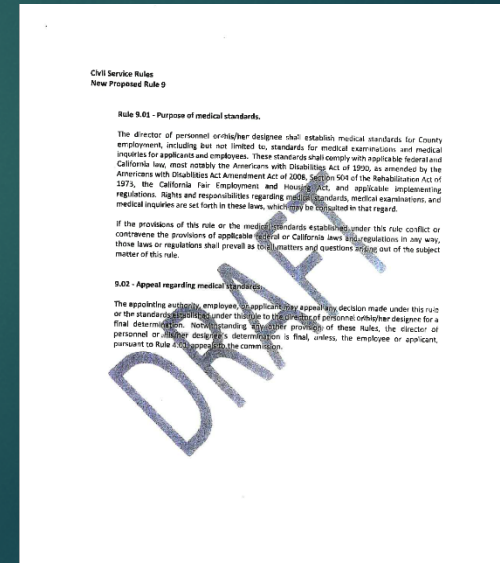 Civil Service Rules
New Proposed Rule 9
Rule 9.01 - Purpose of medical standards.
The director of personnel or his/her designee shall establish medical standards for County
employment, including but not limited to, standards for medical examinations and medical
inquiries for applicants and employees. These standards shall comply with applicable federal and
California law, most notably the Americans with Disabilities Act of 1990, as amended by the
Americans with Disabilities Act Amendment Act of 2008, Section 504 of the Rehabilitation Act of
1973, the California Fair Employment and Housing Act, and applicable implementing
regulations. Rights and responsibilities regarding medical standards, medical examinations, and
medical inquiries are set forth in these laws, which may be consulted in that regard.
If the provisions of this rule or the medical standards established under this rule conflict or
contravene the provisions of applicable federal or California laws and regulations in any way,
those laws or regulations shall prevail as to all matters and questions arising out of the subject
matter of this rule.
9.02 - Appeal regarding medical standards.
The appointing authority, employee, or applicant may appeal any decision made under this rule
or the standards established under this rule to the director of personnel or his/her designee for a
final determination. Notwithstanding any other provision of these Rules, the director of
personnel or his/her designee's determination is final, unless, the employee or applicant,
pursuant to Rule appeals to the commission.
DRAFT